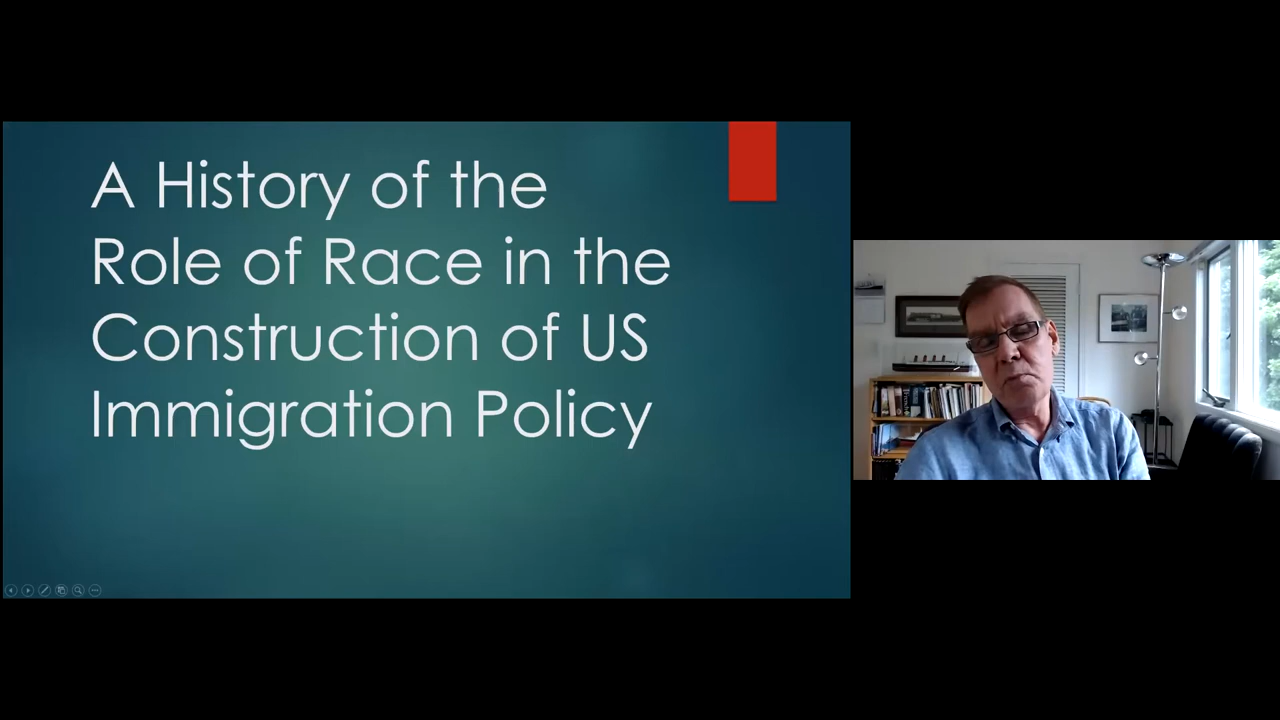 A History of the
Role of Race in the
Construction of US
Immigration Policy